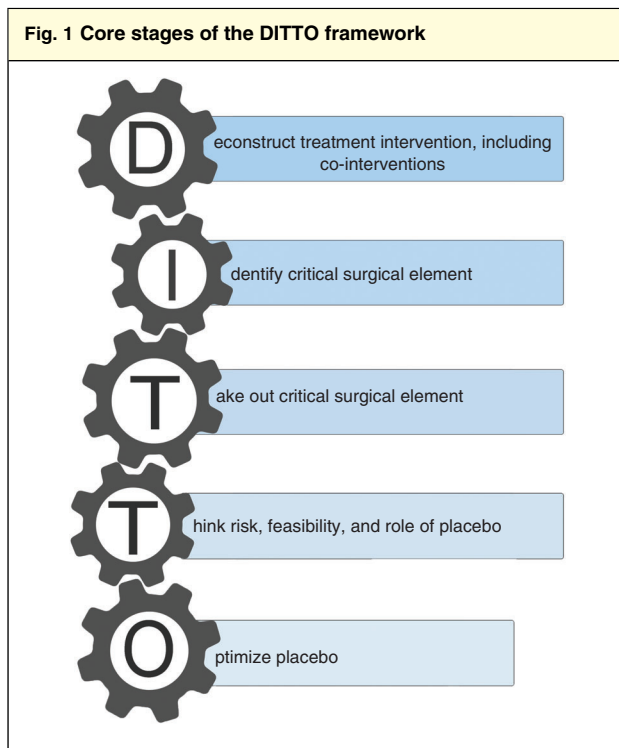 Fig. 1 Core stages of the DITTO framework
D econstruct treatment intervention, including
co-interventions
I dentify critical surgical element
T ake out critical surgical element
T hink risk, feasibility, and role of placebo
O ptimize placebo